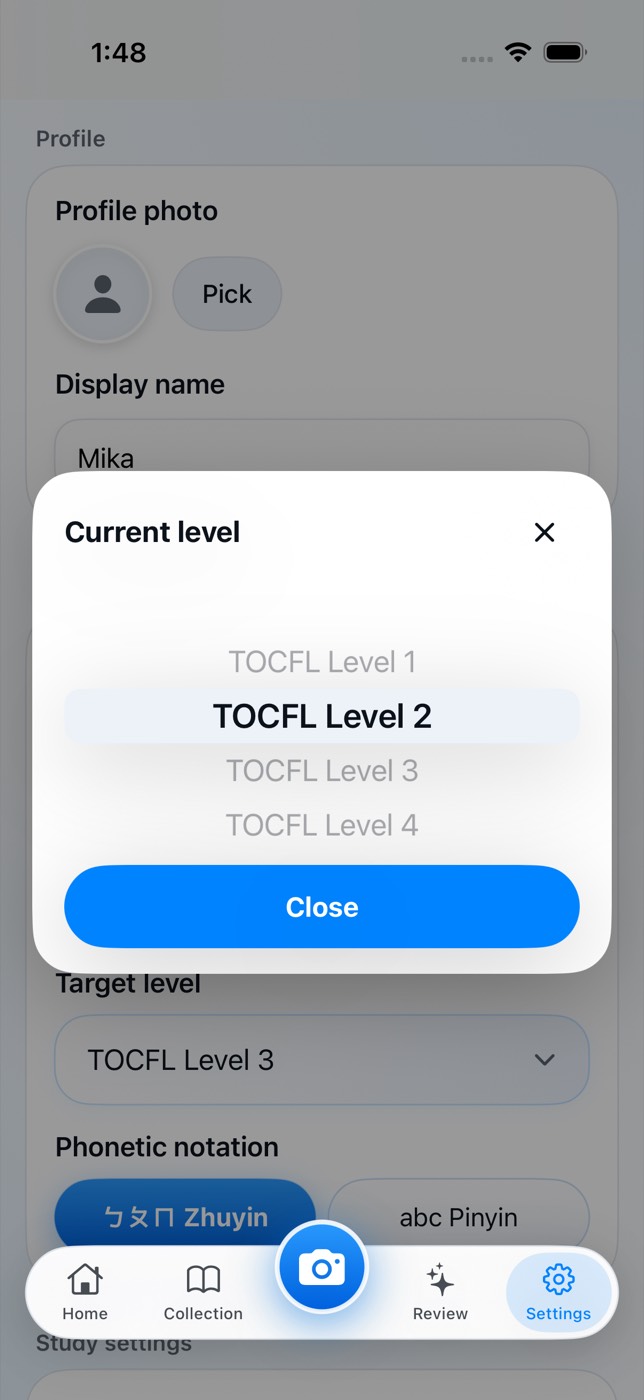 1:48
Profile
Profile photo
Pick
Display name
Mika
Current level
TOCFL Level 1
TOCFL Level 2
TOCFL Level 3
TOCFL Level 4
Close
Target level
TOCFL Level 3
Phonetic notation
ㄅㄆㄇ Zhuyin
abc Pinyin
Home
Collection
Review
Settings
Study settings